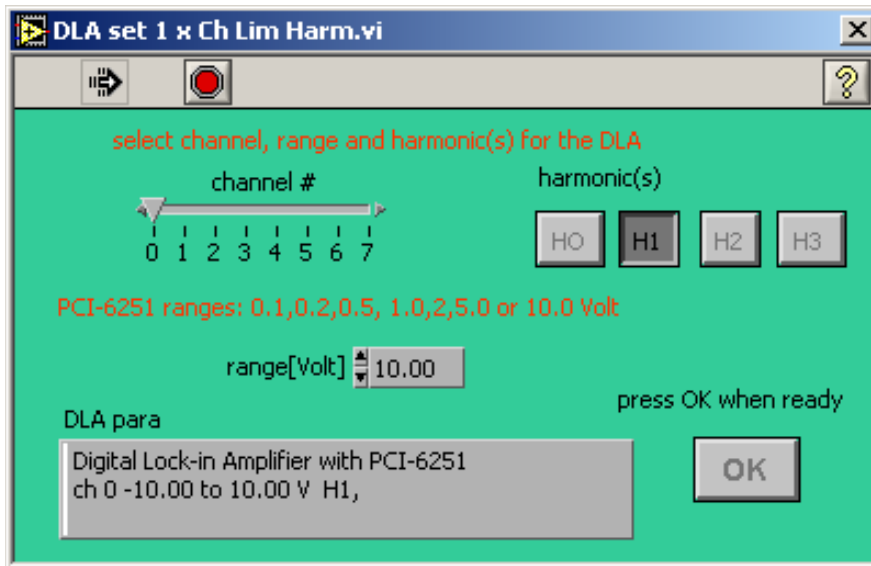 DLA set 1 x Ch Lim Harm.vi
select channel, range and harmonic(s) for the DLA
channel #
harmonic(s)
0 1 2 3 4 5 6 7
H0 H1 H2 H3
PCI-6251 ranges: 0.1,0.2,0.5, 1.0,2,5.0 or 10.0 Volt
range[Volt] 10.00
press OK when ready
DLA para
Digital Lock-in Amplifier with PCI-6251
ch 0 -10.00 to 10.00 V H1,
OK